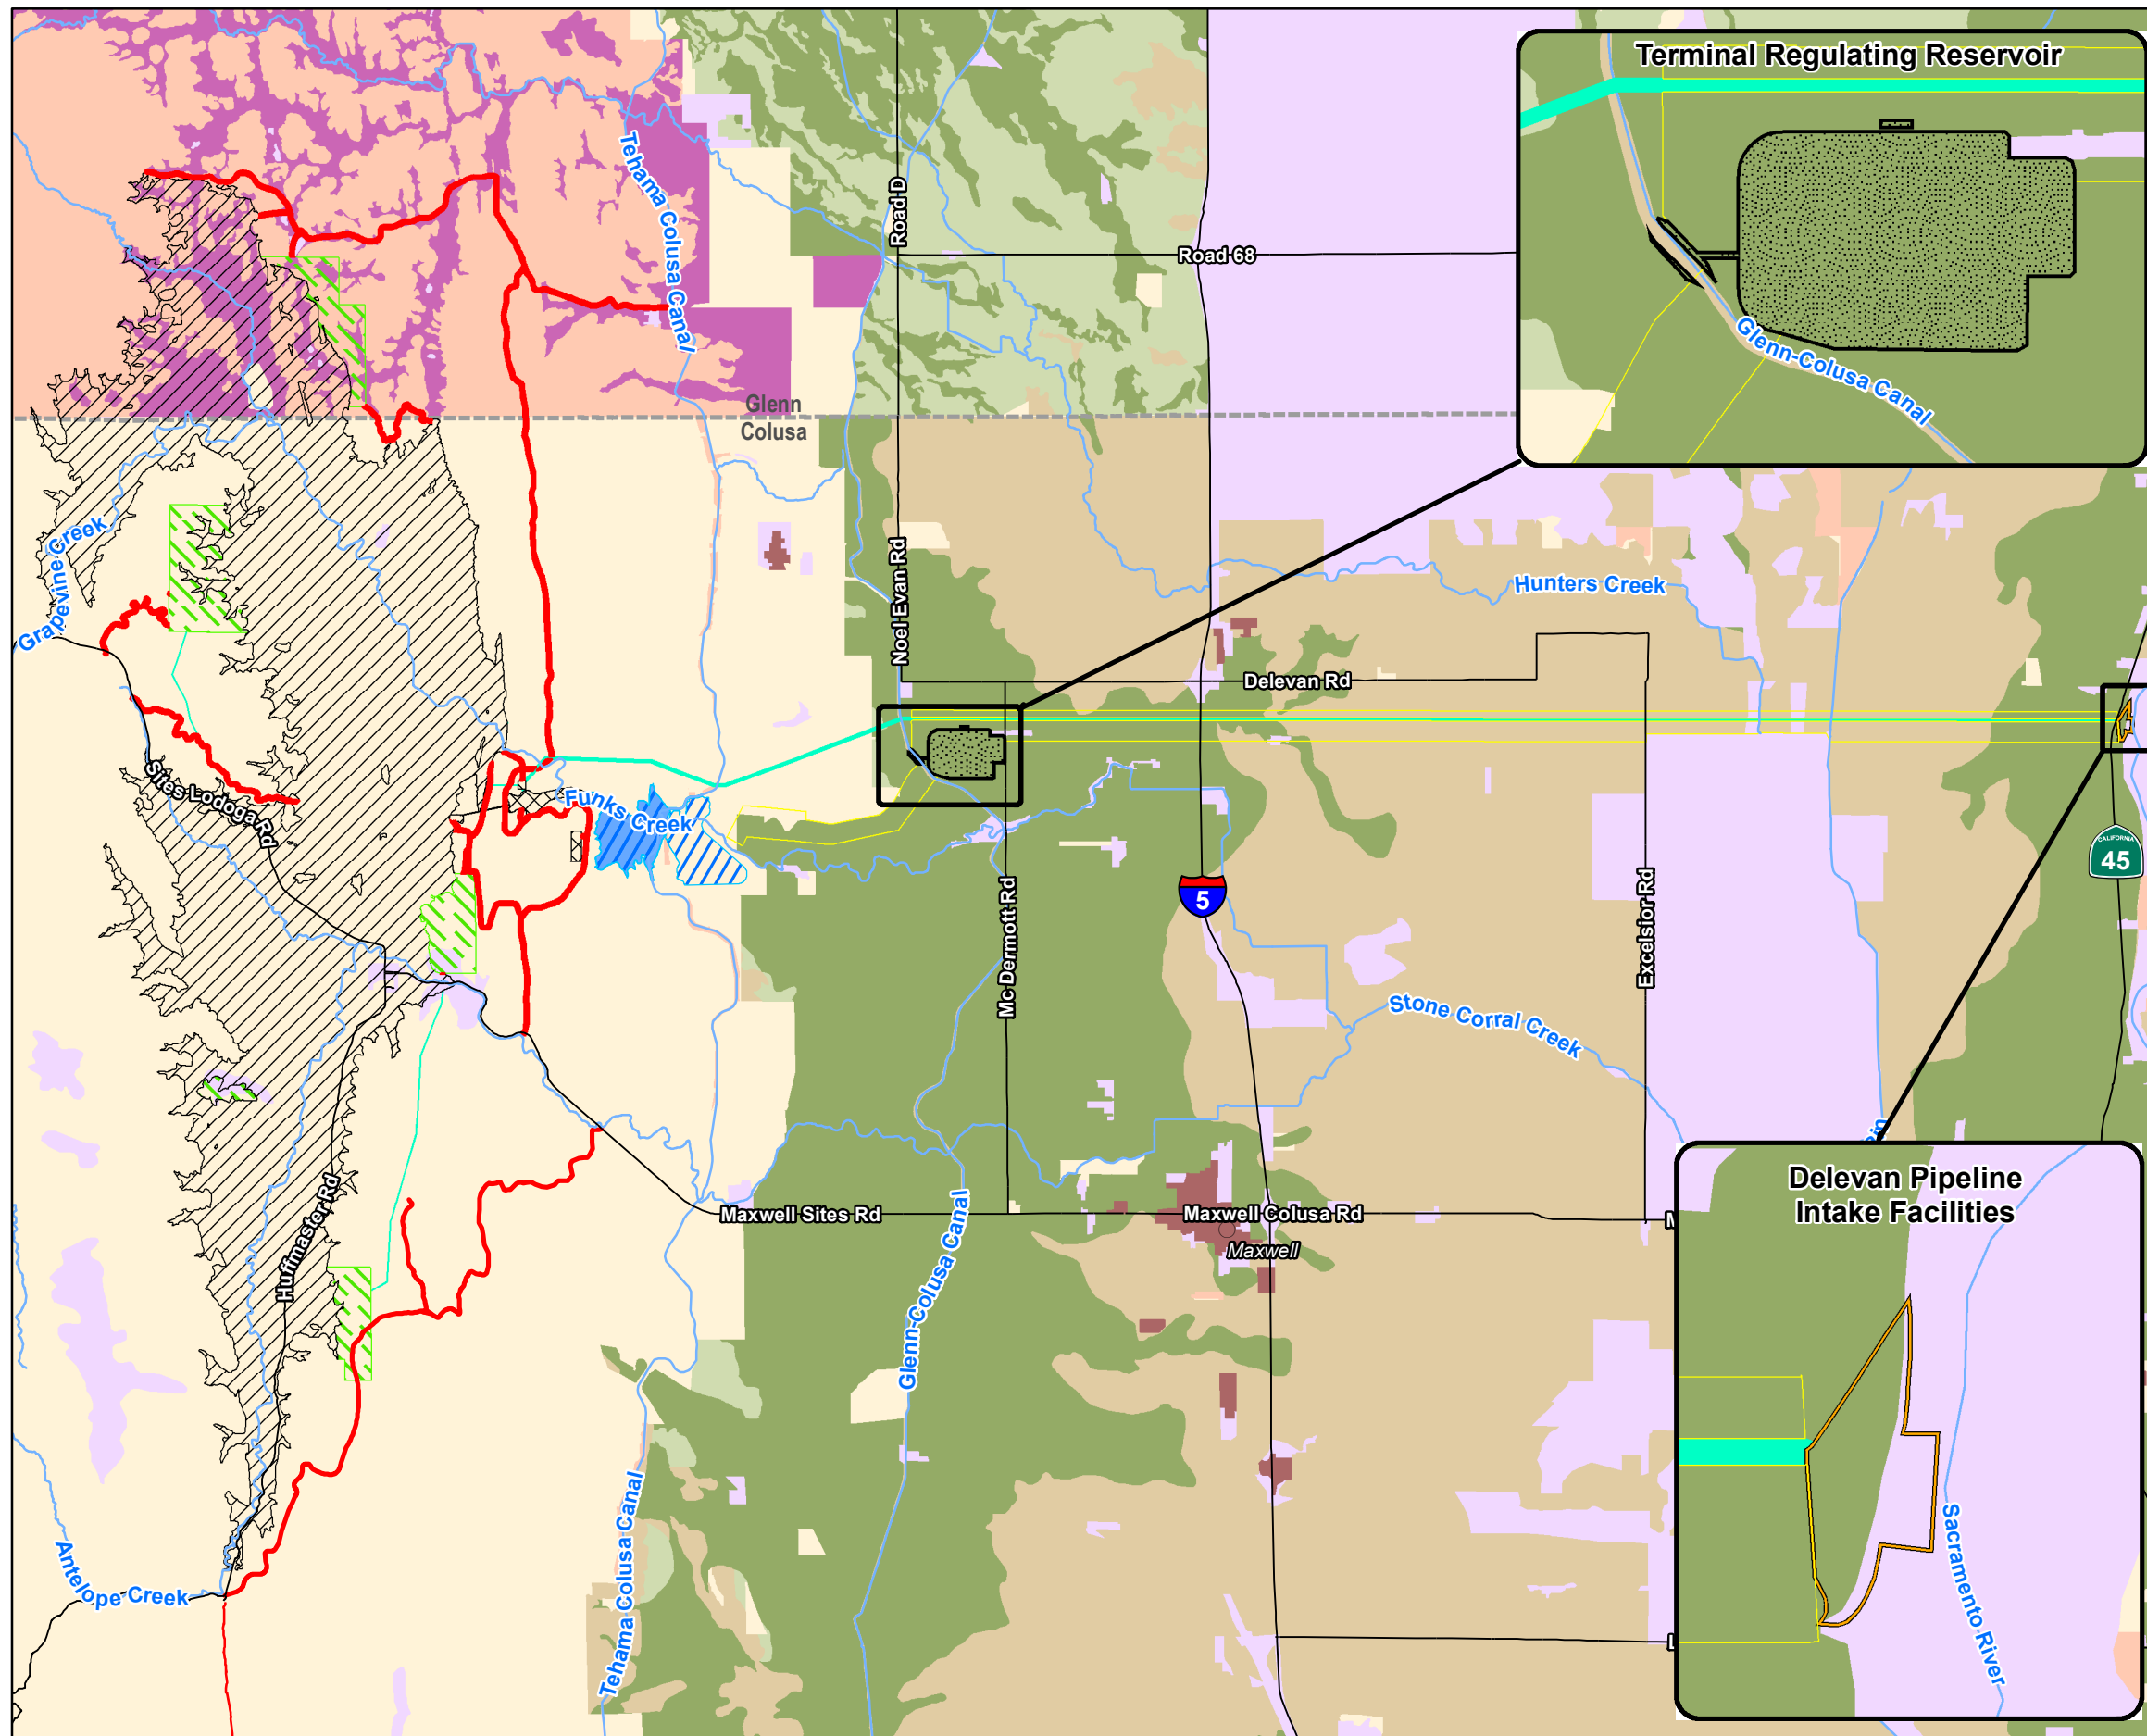 Terminal Regulating Reservoir
Glenn-Colusa Canal
Tehama Colusa Canal
Road D
Road 68
Glenn
Colusa
Grapevine Creek
Noel Evan Rd
Hunters Creek
Delevan Rd
Sites Lodoga Rd
Funks Creek
CALIFORNIA
45
5
Mc Dermott Rd
Excelsior Rd
Stone Corral Creek
Huffmaster Rd
Maxwell Sites Rd
Maxwell Colusa Rd
Maxwell
Glenn-Colusa Canal
Delevan Pipeline
Intake Facilities
Sacramento River
Antelope Creek
Tehama Colusa Canal